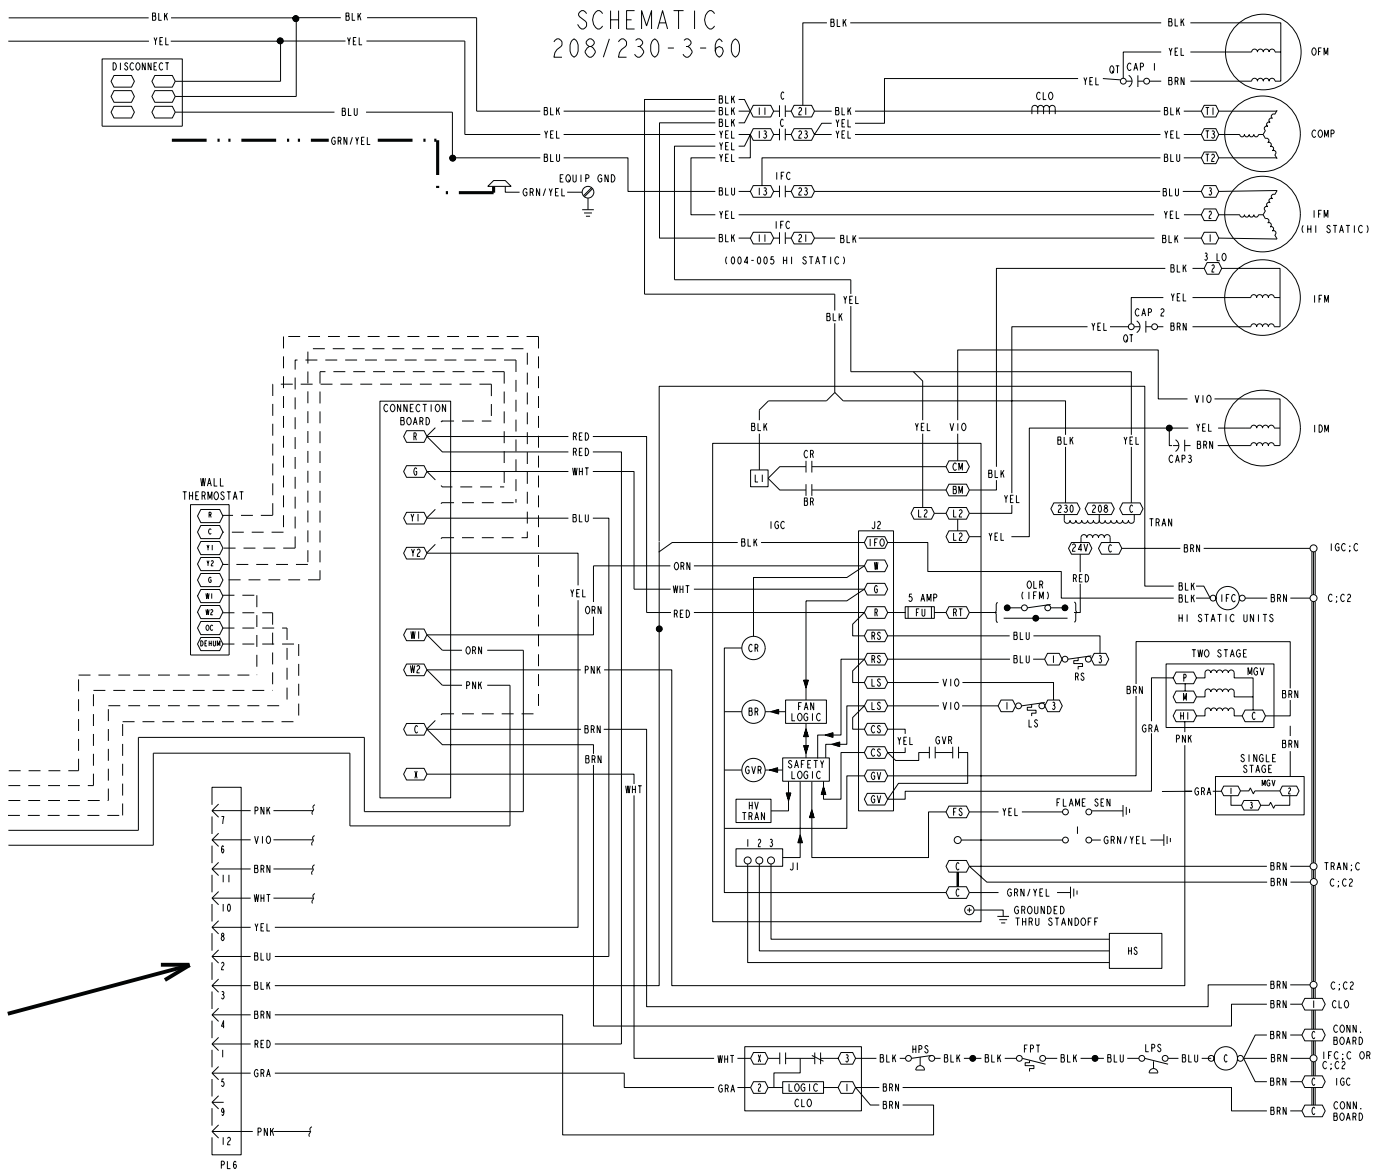 SCHEMATIC
208/230-3-60
BLK BLK BLK BLK
YEL YEL YEL OFM
DISCONNECT
QT CAP 1
YEL BRN
BLK C CLO
BLK BLK 11 21 BLK BLK T1
BLU BLK C YEL
YEL YEL 13 23 YEL YEL T3 COMP
GRN/YEL YEL
BLU YEL BLU T2
EQUIP GND IFC
GRN/YEL BLU 13 23 BLU 3
YEL YEL 2 IFM
IFC (HI STATIC)
BLK 11 21 BLK BLK 1
(004-005 HI STATIC)
3 LO
BLK 2
YEL YEL IFM
BLK CAP 2
YEL BRN
QT
CONNECTION
BOARD
VIO
BLK YEL VIO YEL IDM
R RED BLK YEL BRN
RED CR CAP3
G WHT L1 CM
BLK
WALL BR BM
THERMOSTAT YEL
R Y1 BLU L2 L2 230 208 C TRAN
C IGC J2
Y1 BLK IFO L2 YEL
Y2 Y2 24V C BRN IGC;C
G ORN W RED
W1 YEL WHT G OLR BLK
W2 ORN 5 AMP (IFM) BLK IFC BRN C;C2
OC RED R FU RT HI STATIC UNITS
DEHUM W1 RS BLU
ORN CR TWO STAGE
W2 PNK RS BLU 1 3
PNK RS P MGV
LS VIO BRN M BRN
BR FAN LS VIO 1 3 HI C
LOGIC LS
C BRN CS YEL GRA PNK
BRN GVR BRN
GVR SAFETY CS SINGLE
LOGIC STAGE
X GV MGV
WHT GRA 1 2
HV GV 3
TRAN
7 PNK FS YEL FLAME SEN
6 VIO 1 GRN/YEL
1 2 3
11 BRN J1 C BRN TRAN;C
BRN C;C2
10 WHT C GRN/YEL
GROUNDED
8 YEL THRU STANDOFF
2 BLU HS
3 BLK BRN C;C2
4 BRN BRN 1 CLO
BRN C CONN.
BOARD
1 RED WHT X 3 BLK HPS BLK BLK FPT BLK BLU LPS BLU C BRN IFC;C OR
C;C2
5 GRA GRA 2 LOGIC 1 BRN BRN C IGC
9 CLO BRN BRN C CONN.
BOARD
12 PNK
PL6